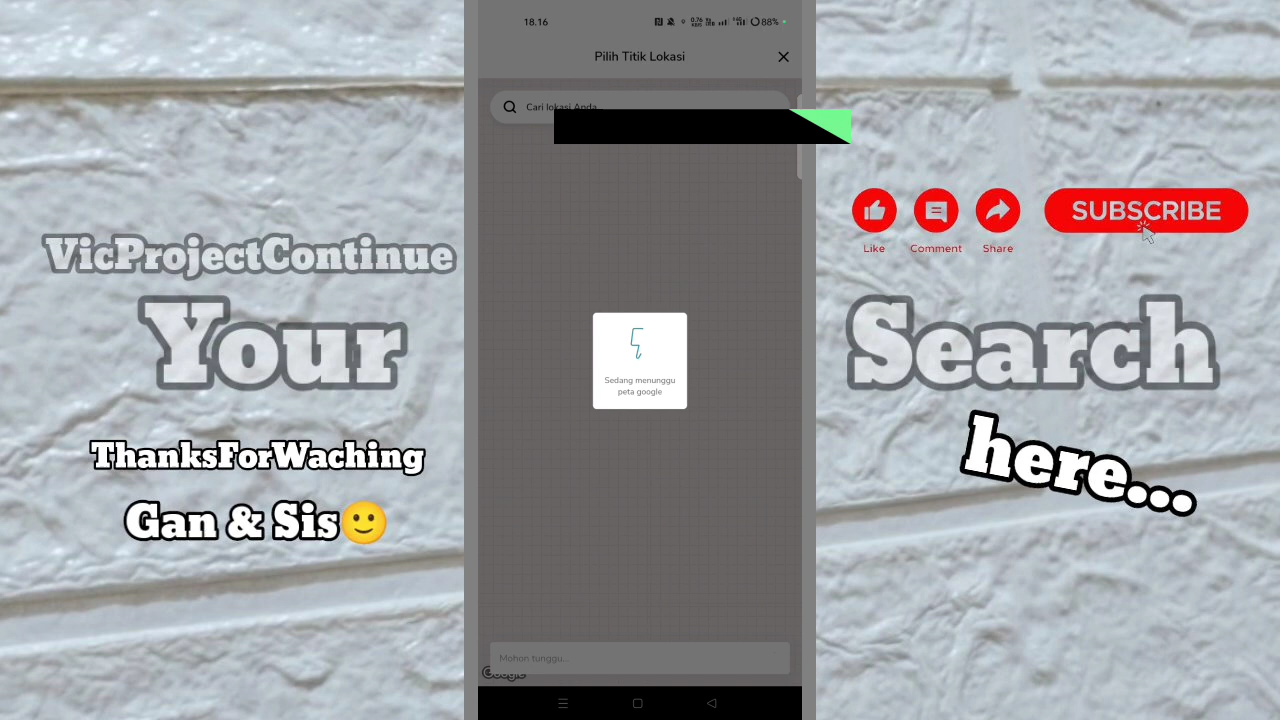 18.16
88%
Pilih Titik Lokasi
Cari lokasi Anda...
VicProjectContinue
Your
ThanksForWaching
Gan & Sis🙂
SUBSCRIBE
Like
Comment
Share
Search
here...
Sedang menunggu
peta google
Mohon tunggu...
Google